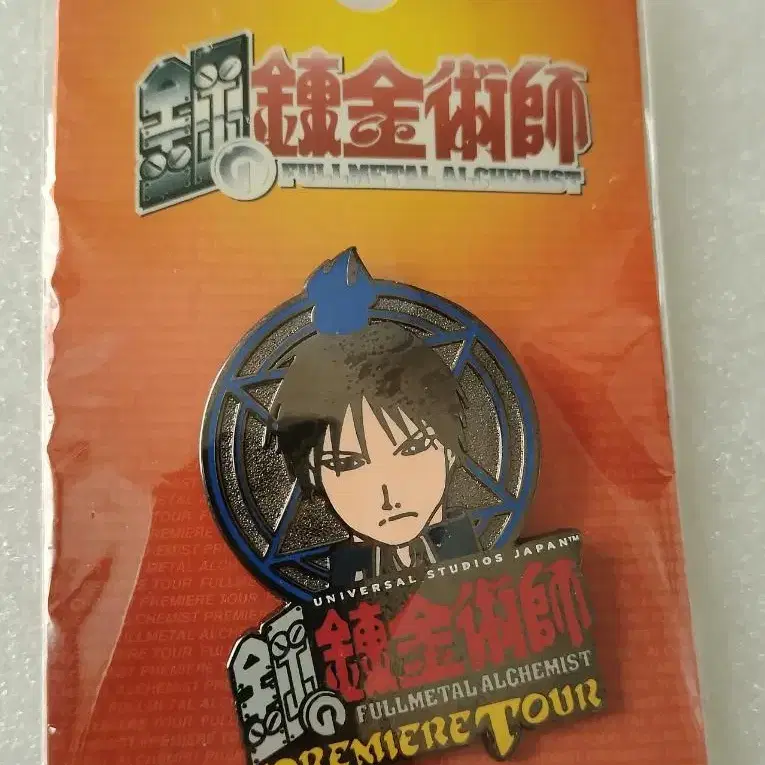 鋼の錬金術師
FULLMETAL ALCHEMIST
UNIVERSAL STUDIOS JAPAN™
鋼の錬金術師
FULLMETAL ALCHEMIST
PREMIERE TOUR